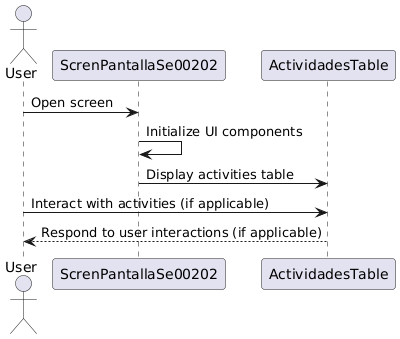 User
ScrenPantallaSe00202
ActividadesTable
Open screen
Initialize UI components
Display activities table
Interact with activities (if applicable)
Respond to user interactions (if applicable)
User
ScrenPantallaSe00202
ActividadesTable